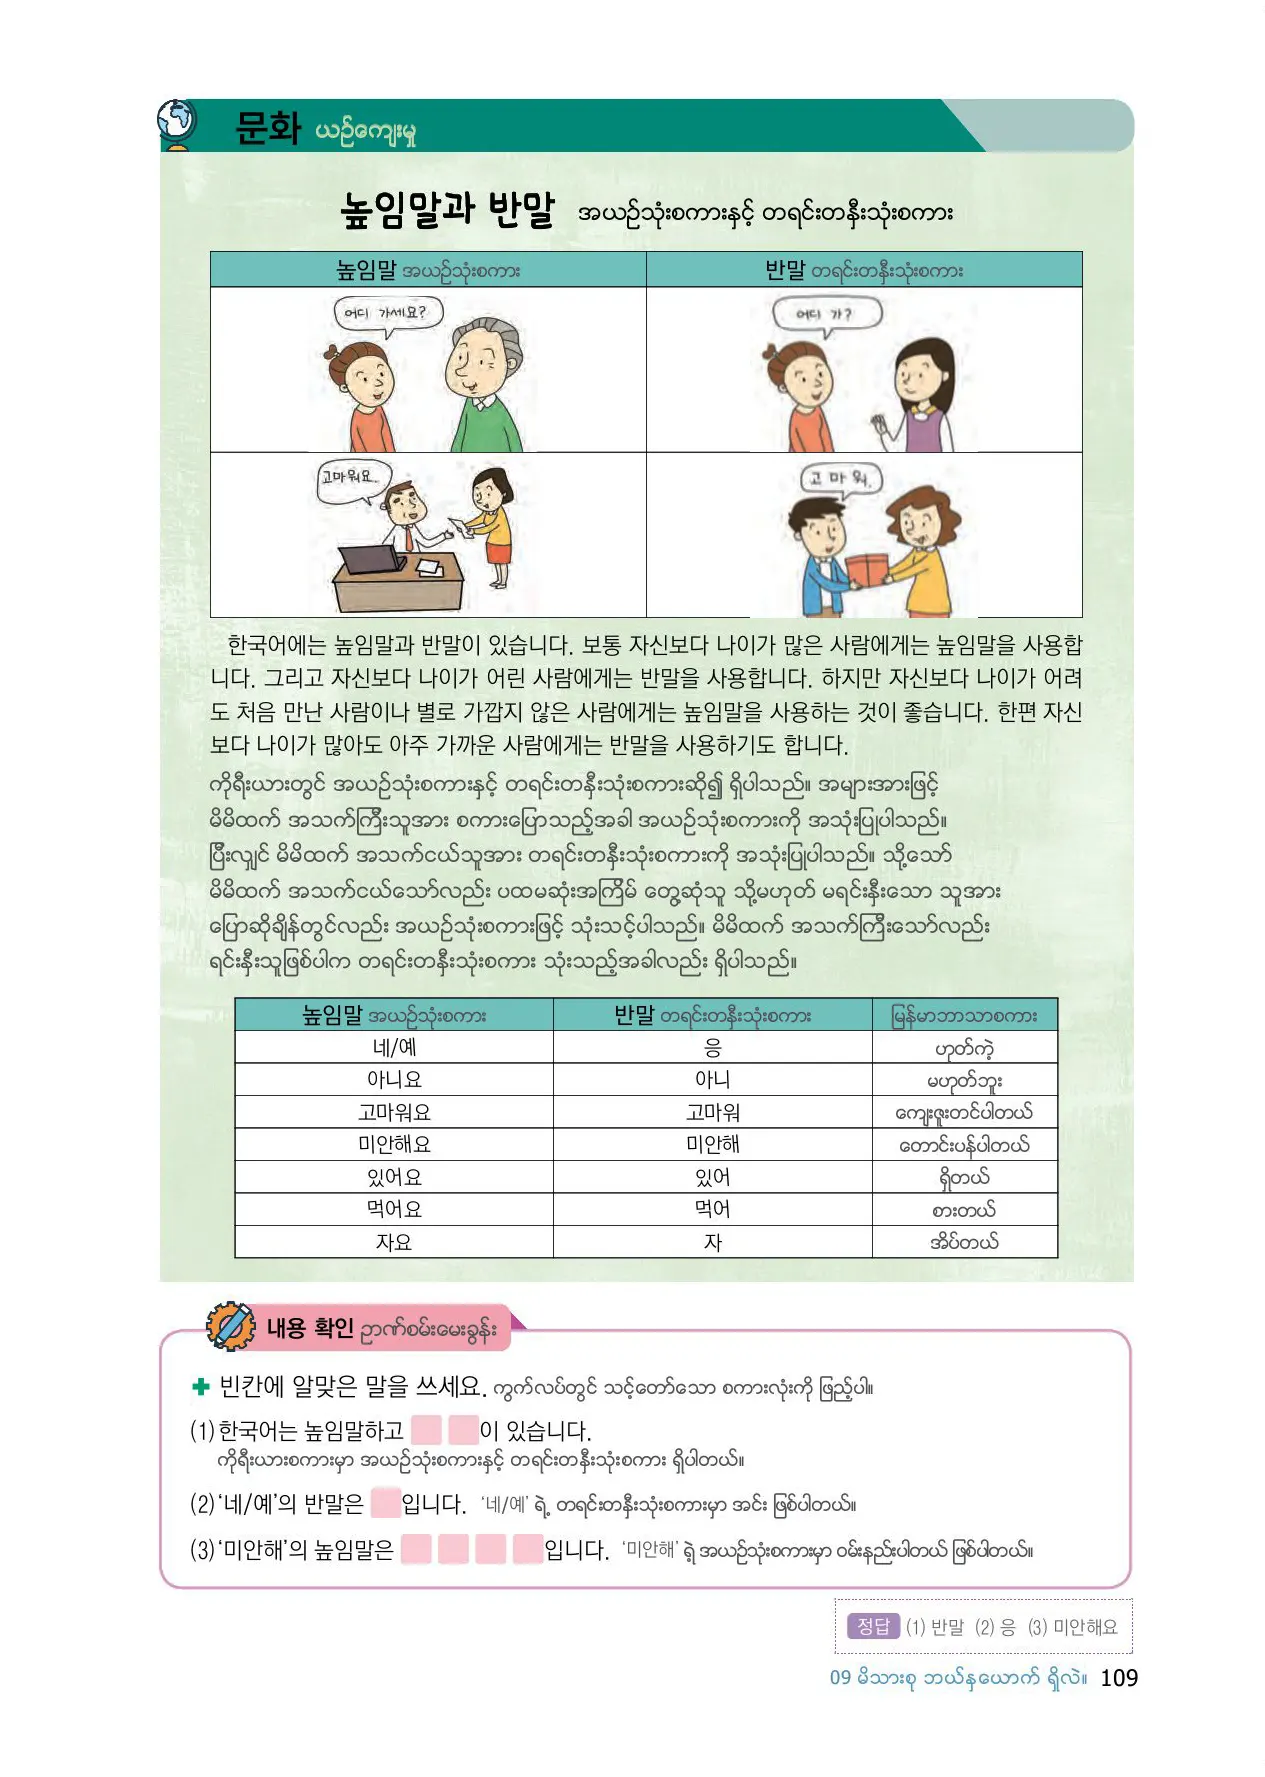 문화 ယဉ်ကျေးမှု
높임말과 반말 အယဉ်သုံးစကားနှင့် တရင်းတနှီးသုံးစကား
높임말 အယဉ်သုံးစကား 반말 တရင်းတနှီးသုံးစကား
어디 가세요? 어디 가?
고마워요. 고마워.
한국어에는 높임말과 반말이 있습니다. 보통 자신보다 나이가 많은 사람에게는 높임말을 사용합
니다. 그리고 자신보다 나이가 어린 사람에게는 반말을 사용합니다. 하지만 자신보다 나이가 어려
도 처음 만난 사람이나 별로 가깝지 않은 사람에게는 높임말을 사용하는 것이 좋습니다. 한편 자신
보다 나이가 많아도 아주 가까운 사람에게는 반말을 사용하기도 합니다.
ကိုရီးယားတွင် အယဉ်သုံးစကားနှင့် တရင်းတနှီးသုံးစကားဆို၍ ရှိပါသည်။ အများအားဖြင့်
မိမိထက် အသက်ကြီးသူအား စကားပြောသည့်အခါ အယဉ်သုံးစကားကို အသုံးပြုပါသည်။
ပြီးလျှင် မိမိထက် အသက်ငယ်သူအား တရင်းတနှီးသုံးစကားကို အသုံးပြုပါသည်။ သို့သော်
မိမိထက် အသက်ငယ်သော်လည်း ပထမဆုံးအကြိမ် တွေ့ဆုံသူ သို့မဟုတ် မရင်းနှီးသော သူအား
ပြောဆိုချိန်တွင်လည်း အယဉ်သုံးစကားဖြင့် သုံးသင့်ပါသည်။ မိမိထက် အသက်ကြီးသော်လည်း
ရင်းနှီးသူဖြစ်ပါက တရင်းတနှီးသုံးစကား သုံးသည့်အခါလည်း ရှိပါသည်။
높임말 အယဉ်သုံးစကား 반말 တရင်းတနှီးသုံးစကား မြန်မာဘာသာစကား
네/예 응 ဟုတ်ကဲ့
아니요 아니 မဟုတ်ဘူး
고마워요 고마워 ကျေးဇူးတင်ပါတယ်
미안해요 미안해 တောင်းပန်ပါတယ်
있어요 있어 ရှိတယ်
먹어요 먹어 စားတယ်
자요 자 အိပ်တယ်
내용 확인 ဉာဏ်စမ်းမေးခွန်း
빈칸에 알맞은 말을 쓰세요. ကွက်လပ်တွင် သင့်တော်သော စကားလုံးကို ဖြည့်ပါ။
(1) 한국어는 높임말하고 이 있습니다.
ကိုရီးယားစကားမှာ အယဉ်သုံးစကားနှင့် တရင်းတနှီးသုံးစကား ရှိပါတယ်။
(2) ‘네/예’의 반말은 입니다. ‘네/예’ ရဲ့ တရင်းတနှီးသုံးစကားမှာ အင်း ဖြစ်ပါတယ်။
(3) ‘미안해’의 높임말은 입니다. ‘미안해’ ရဲ့ အယဉ်သုံးစကားမှာ ဝမ်းနည်းပါတယ် ဖြစ်ပါတယ်။
정답 (1) 반말 (2) 응 (3) 미안해요
09 မိသားစု ဘယ်နှယောက် ရှိလဲ။ 109